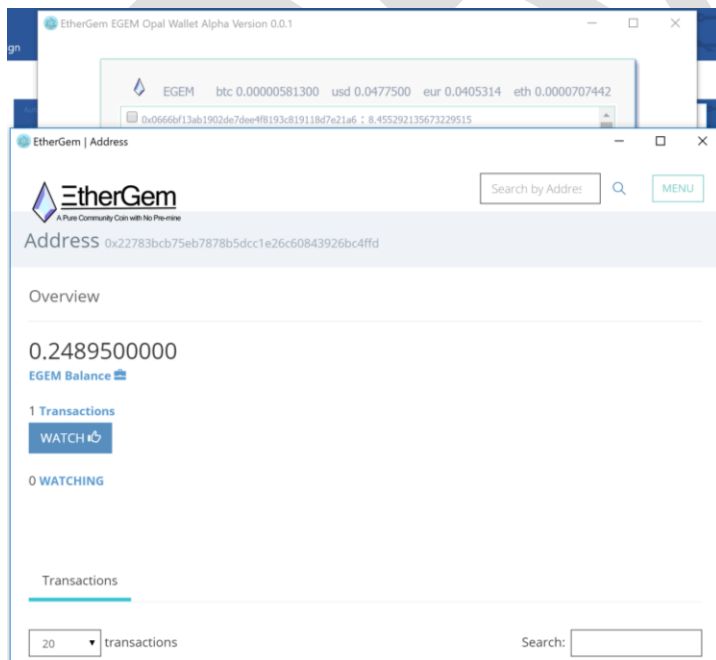 EtherGem EGEM Opal Wallet Alpha Version 0.0.1
gn
EGEM btc 0.00000581300 usd 0.0477500 eur 0.0405314 eth 0.0000707442
0x0666bf13ab1902de7dee4f8193c819118d7e21a6 : 8.455292135673229515
EtherGem | Address
ΞtherGem
A Pure Community Coin with No Pre-mine
Search by Addres
MENU
Address 0x22783bcb75eb7878b5dcc1e26c60843926bc4ffd
Overview
0.2489500000
EGEM Balance
1 Transactions
WATCH
0 WATCHING
Transactions
20 transactions
Search: